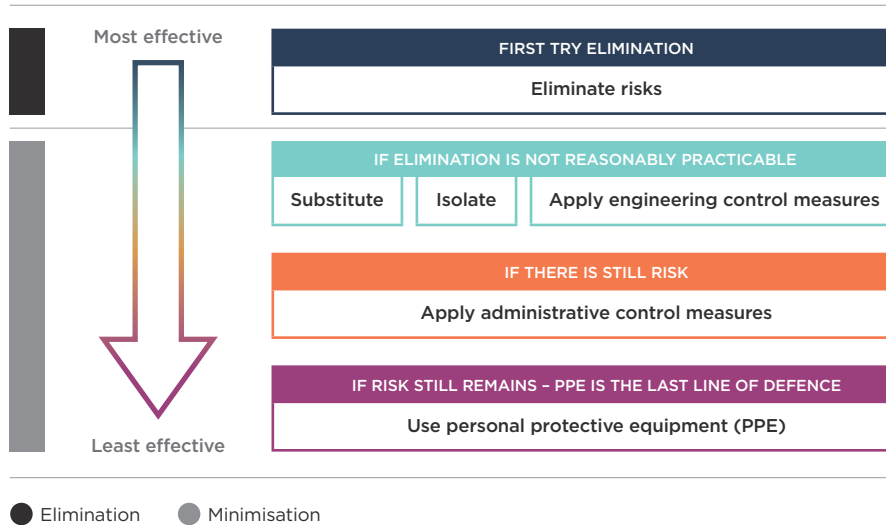 Most effective
FIRST TRY ELIMINATION
Eliminate risks
IF ELIMINATION IS NOT REASONABLY PRACTICABLE
Substitute
Isolate
Apply engineering control measures
IF THERE IS STILL RISK
Apply administrative control measures
IF RISK STILL REMAINS – PPE IS THE LAST LINE OF DEFENCE
Use personal protective equipment (PPE)
Least effective
Elimination
Minimisation